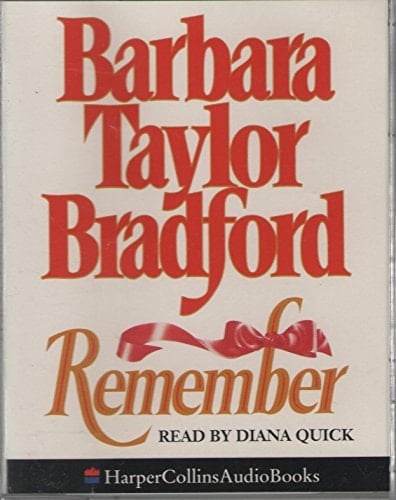 Barbara
Taylor
Bradford
Remember
READ BY DIANA QUICK
HarperCollinsAudioBooks